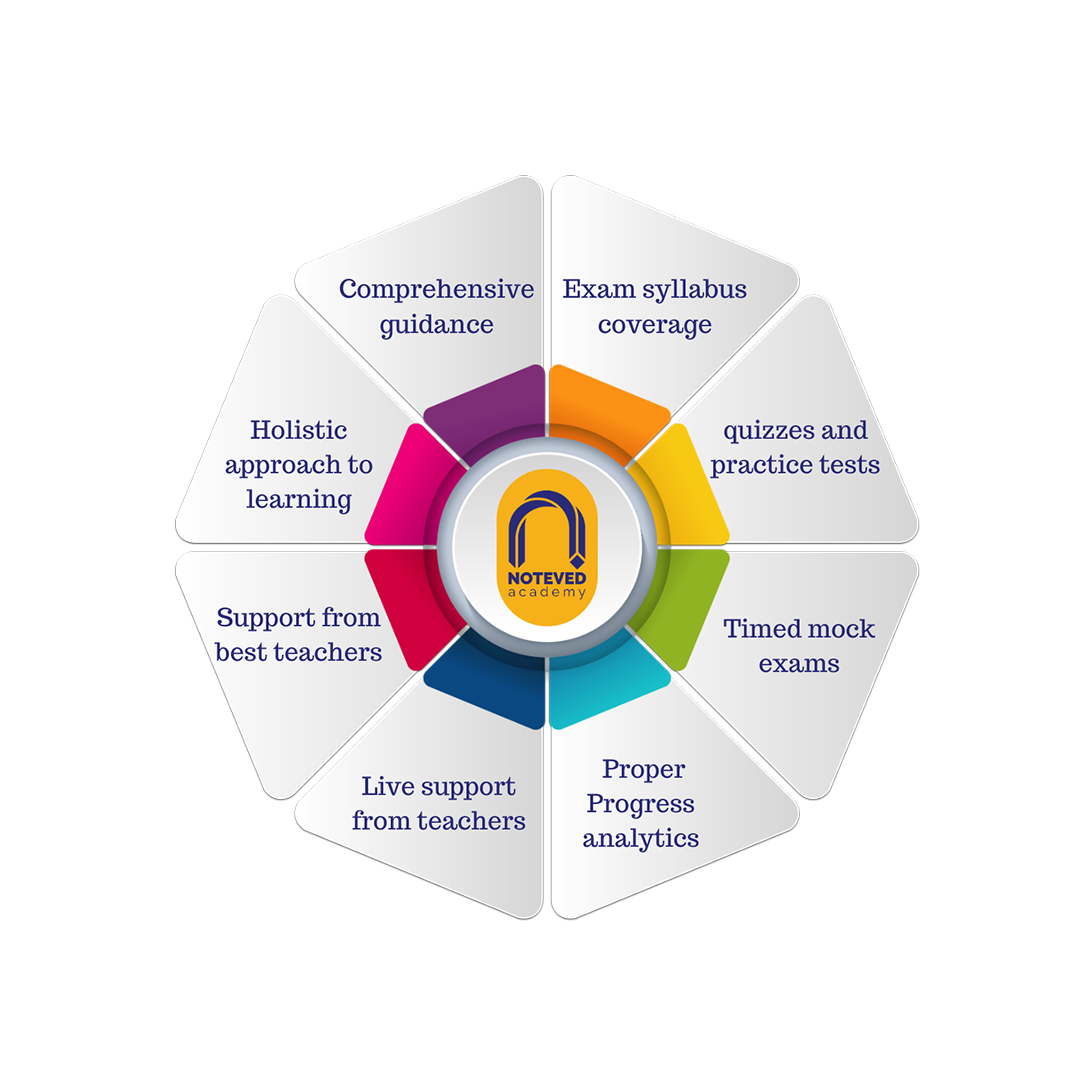 Comprehensive
guidance
Exam syllabus
coverage
quizzes and
practice tests
Timed mock
exams
Proper
Progress
analytics
Live support
from teachers
Support from
best teachers
Holistic
approach to
learning
NOTEVED
academy